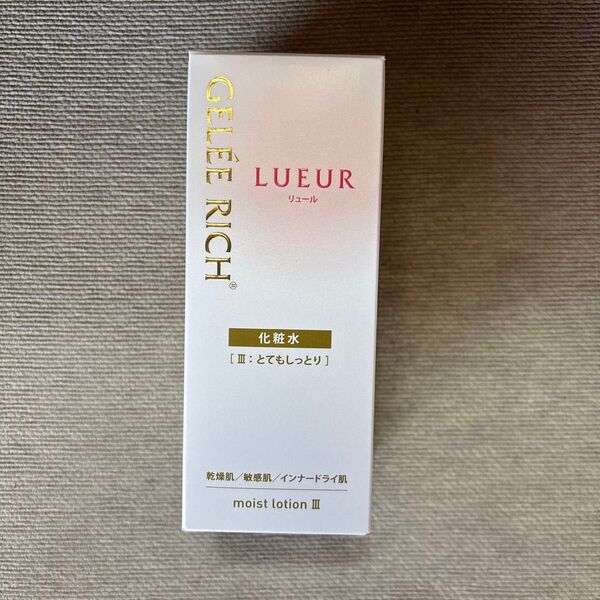 GELÉE RICH®
LUEUR
リュール
化粧水
[ Ⅲ：とてもしっとり ]
乾燥肌／敏感肌／インナードライ肌
moist lotion Ⅲ